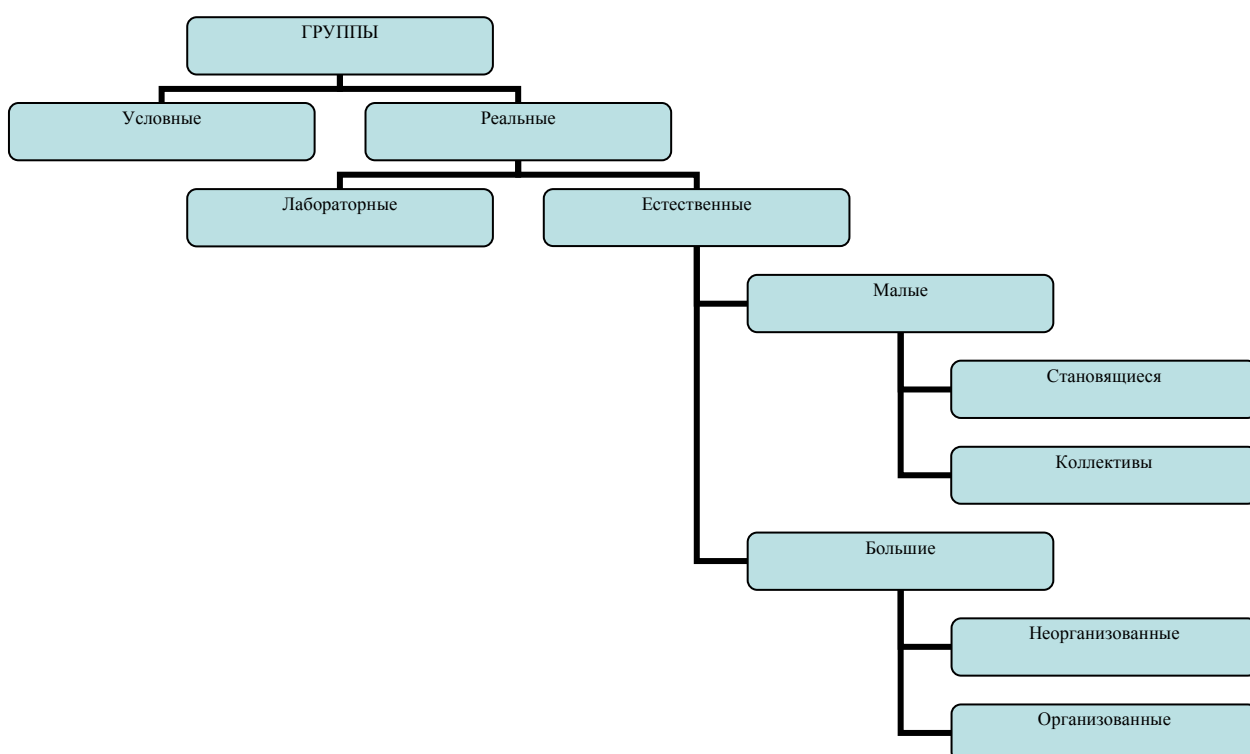 ГРУППЫ
Условные
Реальные
Лабораторные
Естественные
Малые
Становящиеся
Коллективы
Большие
Неорганизованные
Организованные